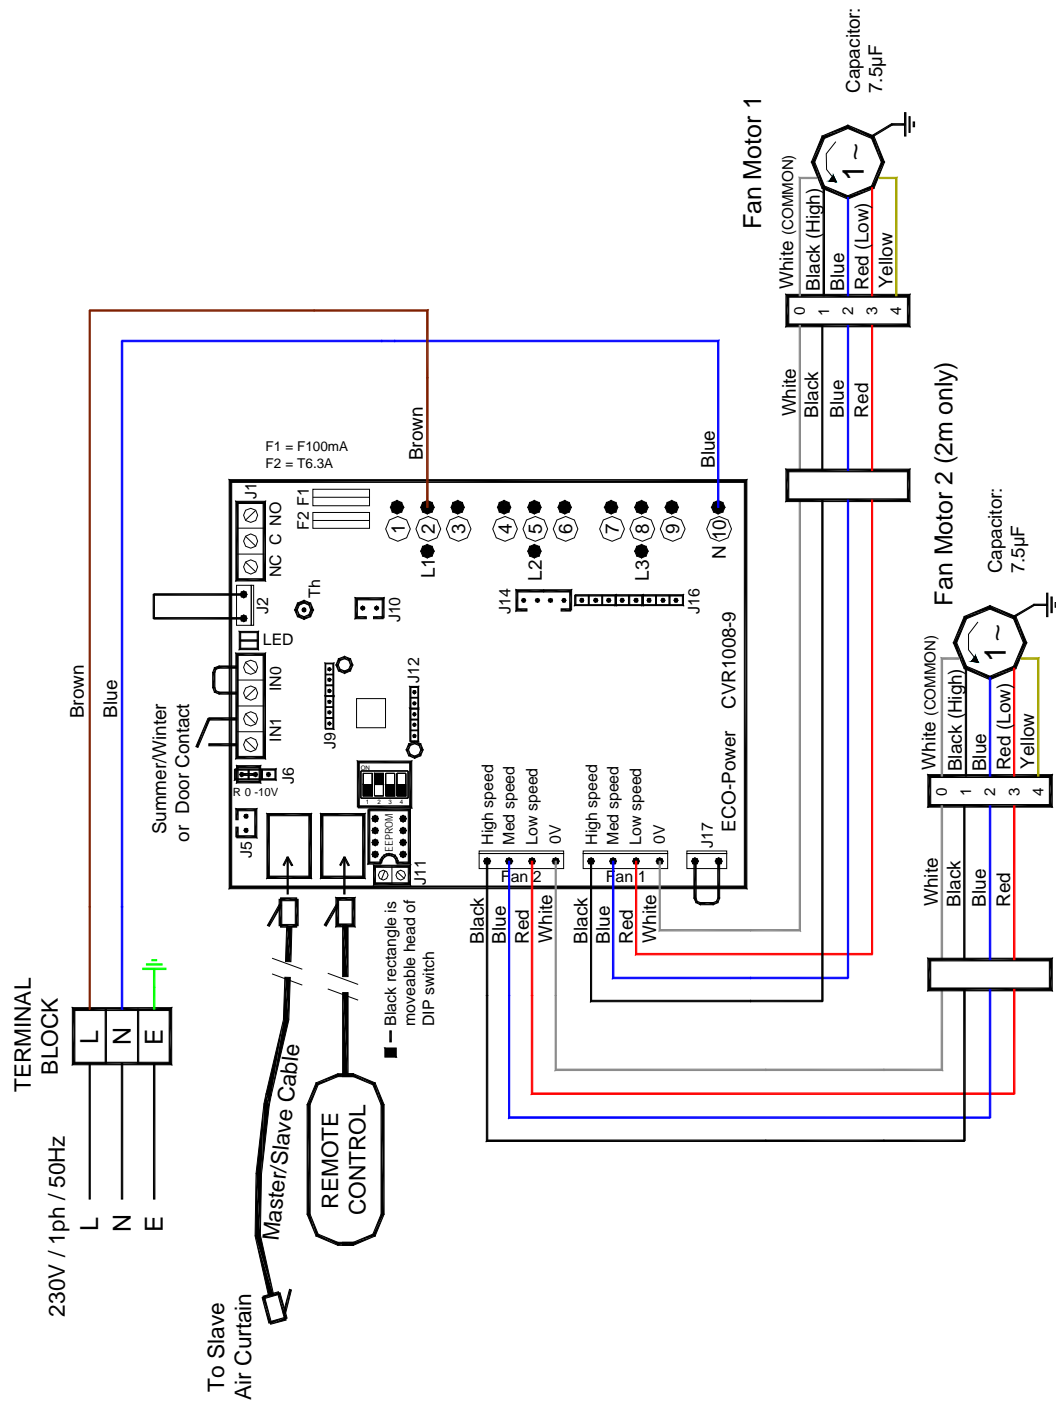 230V / 1ph / 50Hz
L
N
E
TERMINAL
BLOCK
L
N
E
Brown
Blue
To Slave
Air Curtain
Master/Slave Cable
REMOTE
CONTROL
Black rectangle is
moveable head of
DIP switch
Summer/Winter
or Door Contact
J5
R 0 -10V
J6
IN1
IN0
LED
J2
NC C NO
J1
F2 F1
F1 = F100mA
F2 = T6.3A
Th
J10
J9
J12
ON
1 2 3 4
EEPROM
J11
1
2
3
L1
4
5
6
L2
7
8
9
L3
N 10
Brown
Blue
J14
J16
High speed
Med speed
Low speed
0V
Fan 2
High speed
Med speed
Low speed
0V
Fan 1
J17
ECO-Power CVR1008-9
Black
Blue
Red
White
Black
Blue
Red
White
Fan Motor 1
White (COMMON)
Black (High)
Blue
Red (Low)
Yellow
0
1
2
3
4
White
Black
Blue
Red
1 ~
Capacitor:
7.5µF
Fan Motor 2 (2m only)
White (COMMON)
Black (High)
Blue
Red (Low)
Yellow
0
1
2
3
4
White
Black
Blue
Red
1 ~
Capacitor:
7.5µF